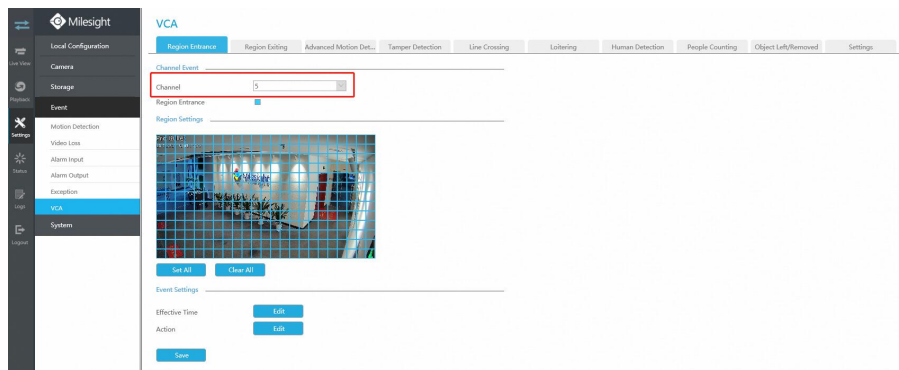 Milesight
VCA
Local Configuration
Region Entrance
Region Exiting
Advanced Motion Det...
Tamper Detection
Line Crossing
Loitering
Human Detection
People Counting
Object Left/Removed
Settings
Live View
Camera
Channel Event
Playback
Storage
Channel
5
Event
Region Entrance
Settings
Motion Detection
Region Settings
Video Loss
Status
Alarm Input
Alarm Output
Milesight
Logs
Exception
VCA
Logout
System
Set All
Clear All
Event Settings
Effective Time
Edit
Action
Edit
Save